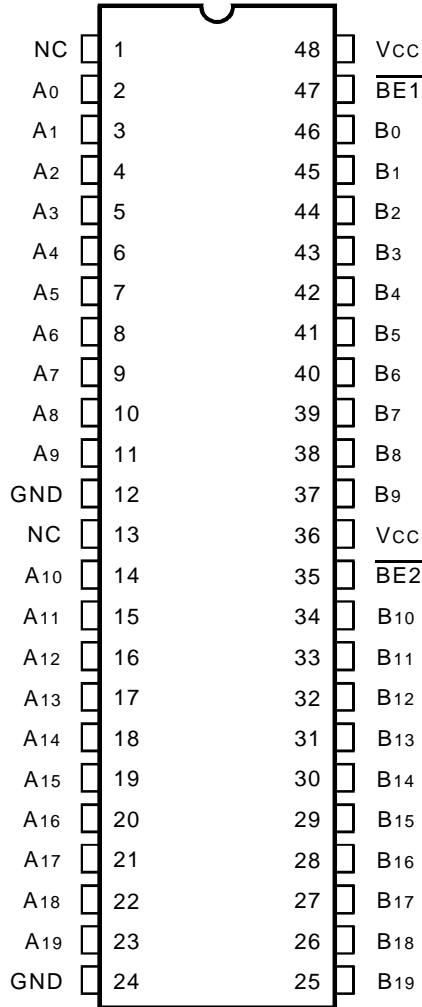 NC 1 48 VCC
A0 2 47 BE1
A1 3 46 B0
A2 4 45 B1
A3 5 44 B2
A4 6 43 B3
A5 7 42 B4
A6 8 41 B5
A7 9 40 B6
A8 10 39 B7
A9 11 38 B8
GND 12 37 B9
NC 13 36 VCC
A10 14 35 BE2
A11 15 34 B10
A12 16 33 B11
A13 17 32 B12
A14 18 31 B13
A15 19 30 B14
A16 20 29 B15
A17 21 28 B16
A18 22 27 B17
A19 23 26 B18
GND 24 25 B19